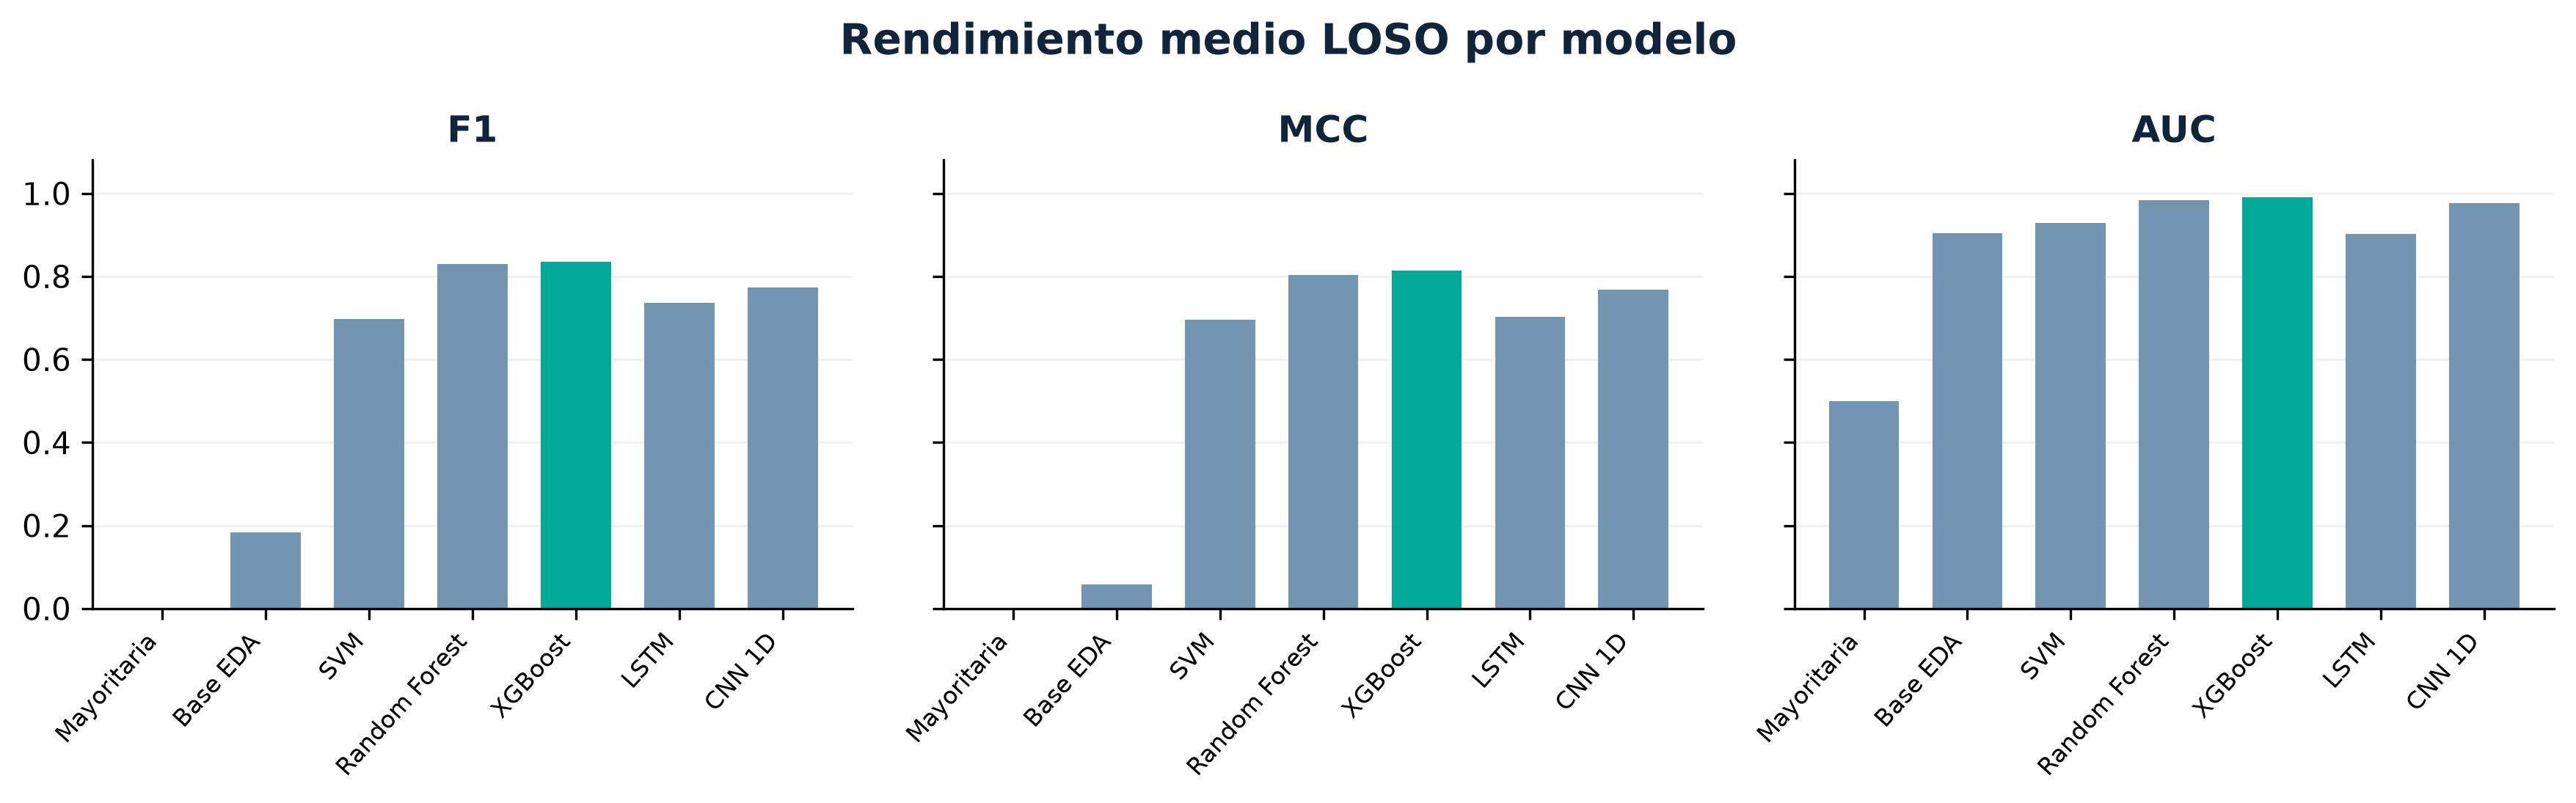 Rendimiento medio LOSO por modelo
F1
1.0
0.8
0.6
0.4
0.2
0.0
Mayoritaria
Base EDA
SVM
Random Forest
XGBoost
LSTM
CNN 1D
MCC
Mayoritaria
Base EDA
SVM
Random Forest
XGBoost
LSTM
CNN 1D
AUC
Mayoritaria
Base EDA
SVM
Random Forest
XGBoost
LSTM
CNN 1D